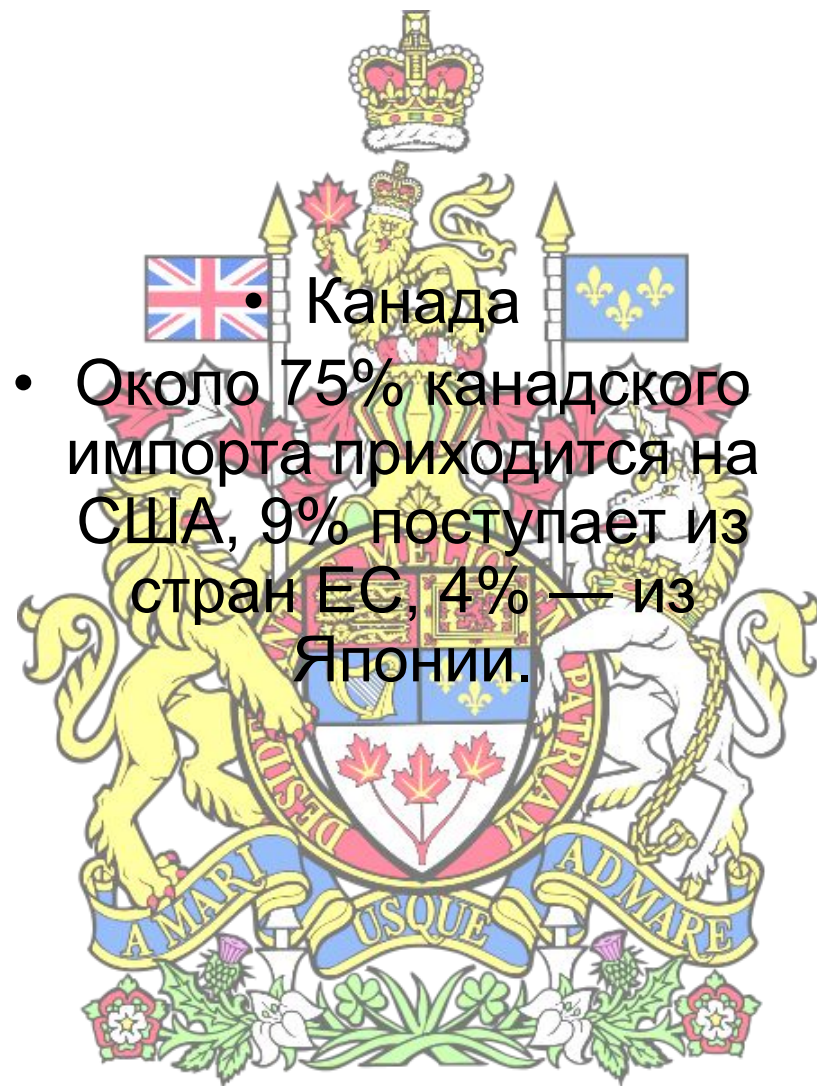 • Канада
• Около 75% канадского
импорта приходится на
США, 9% поступает из
стран ЕС, 4% — из
Японии.
MELIOREM
DESIDERANTES
PATRIAM
A MARI
USQUE
AD MARE